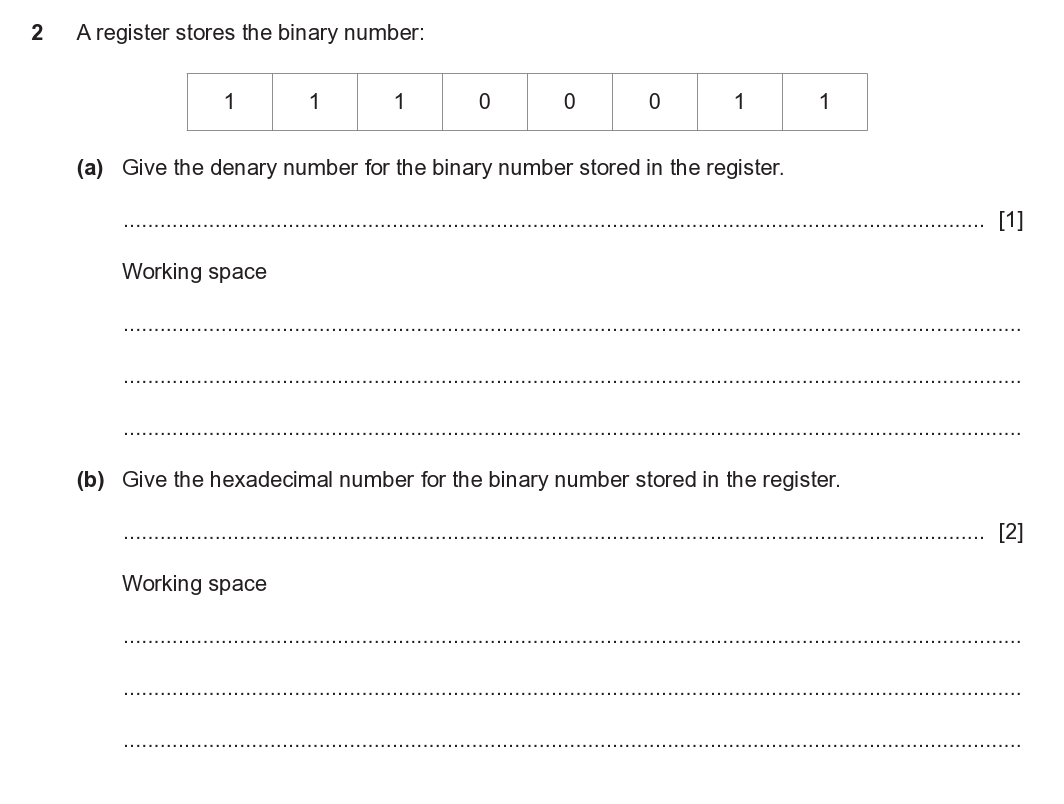 2 A register stores the binary number:
1 1 1 0 0 0 1 1
(a) Give the denary number for the binary number stored in the register.
.................................................................................................................................................. [1]
Working space
..........................................................................................................................................................
..........................................................................................................................................................
..........................................................................................................................................................
(b) Give the hexadecimal number for the binary number stored in the register.
.................................................................................................................................................. [2]
Working space
..........................................................................................................................................................
..........................................................................................................................................................
..........................................................................................................................................................